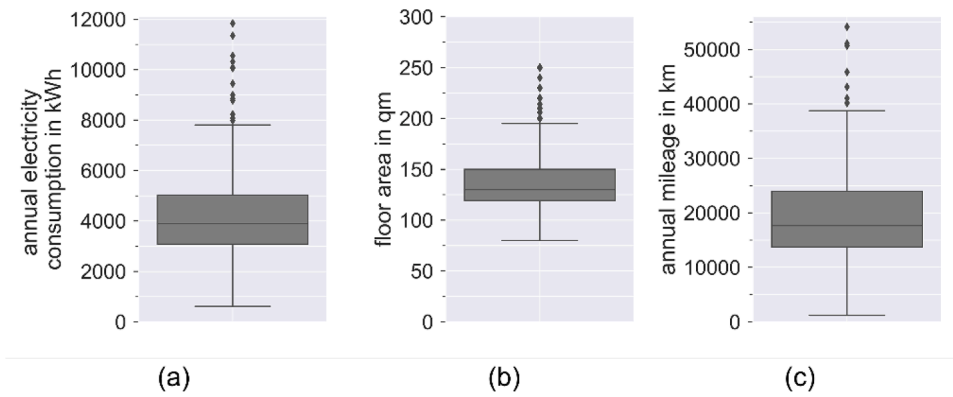 annual electricity
consumption in kWh
12000
10000
8000
6000
4000
2000
0
floor area in qm
300
250
200
150
100
50
0
annual mileage in km
50000
40000
30000
20000
10000
0
(a)
(b)
(c)